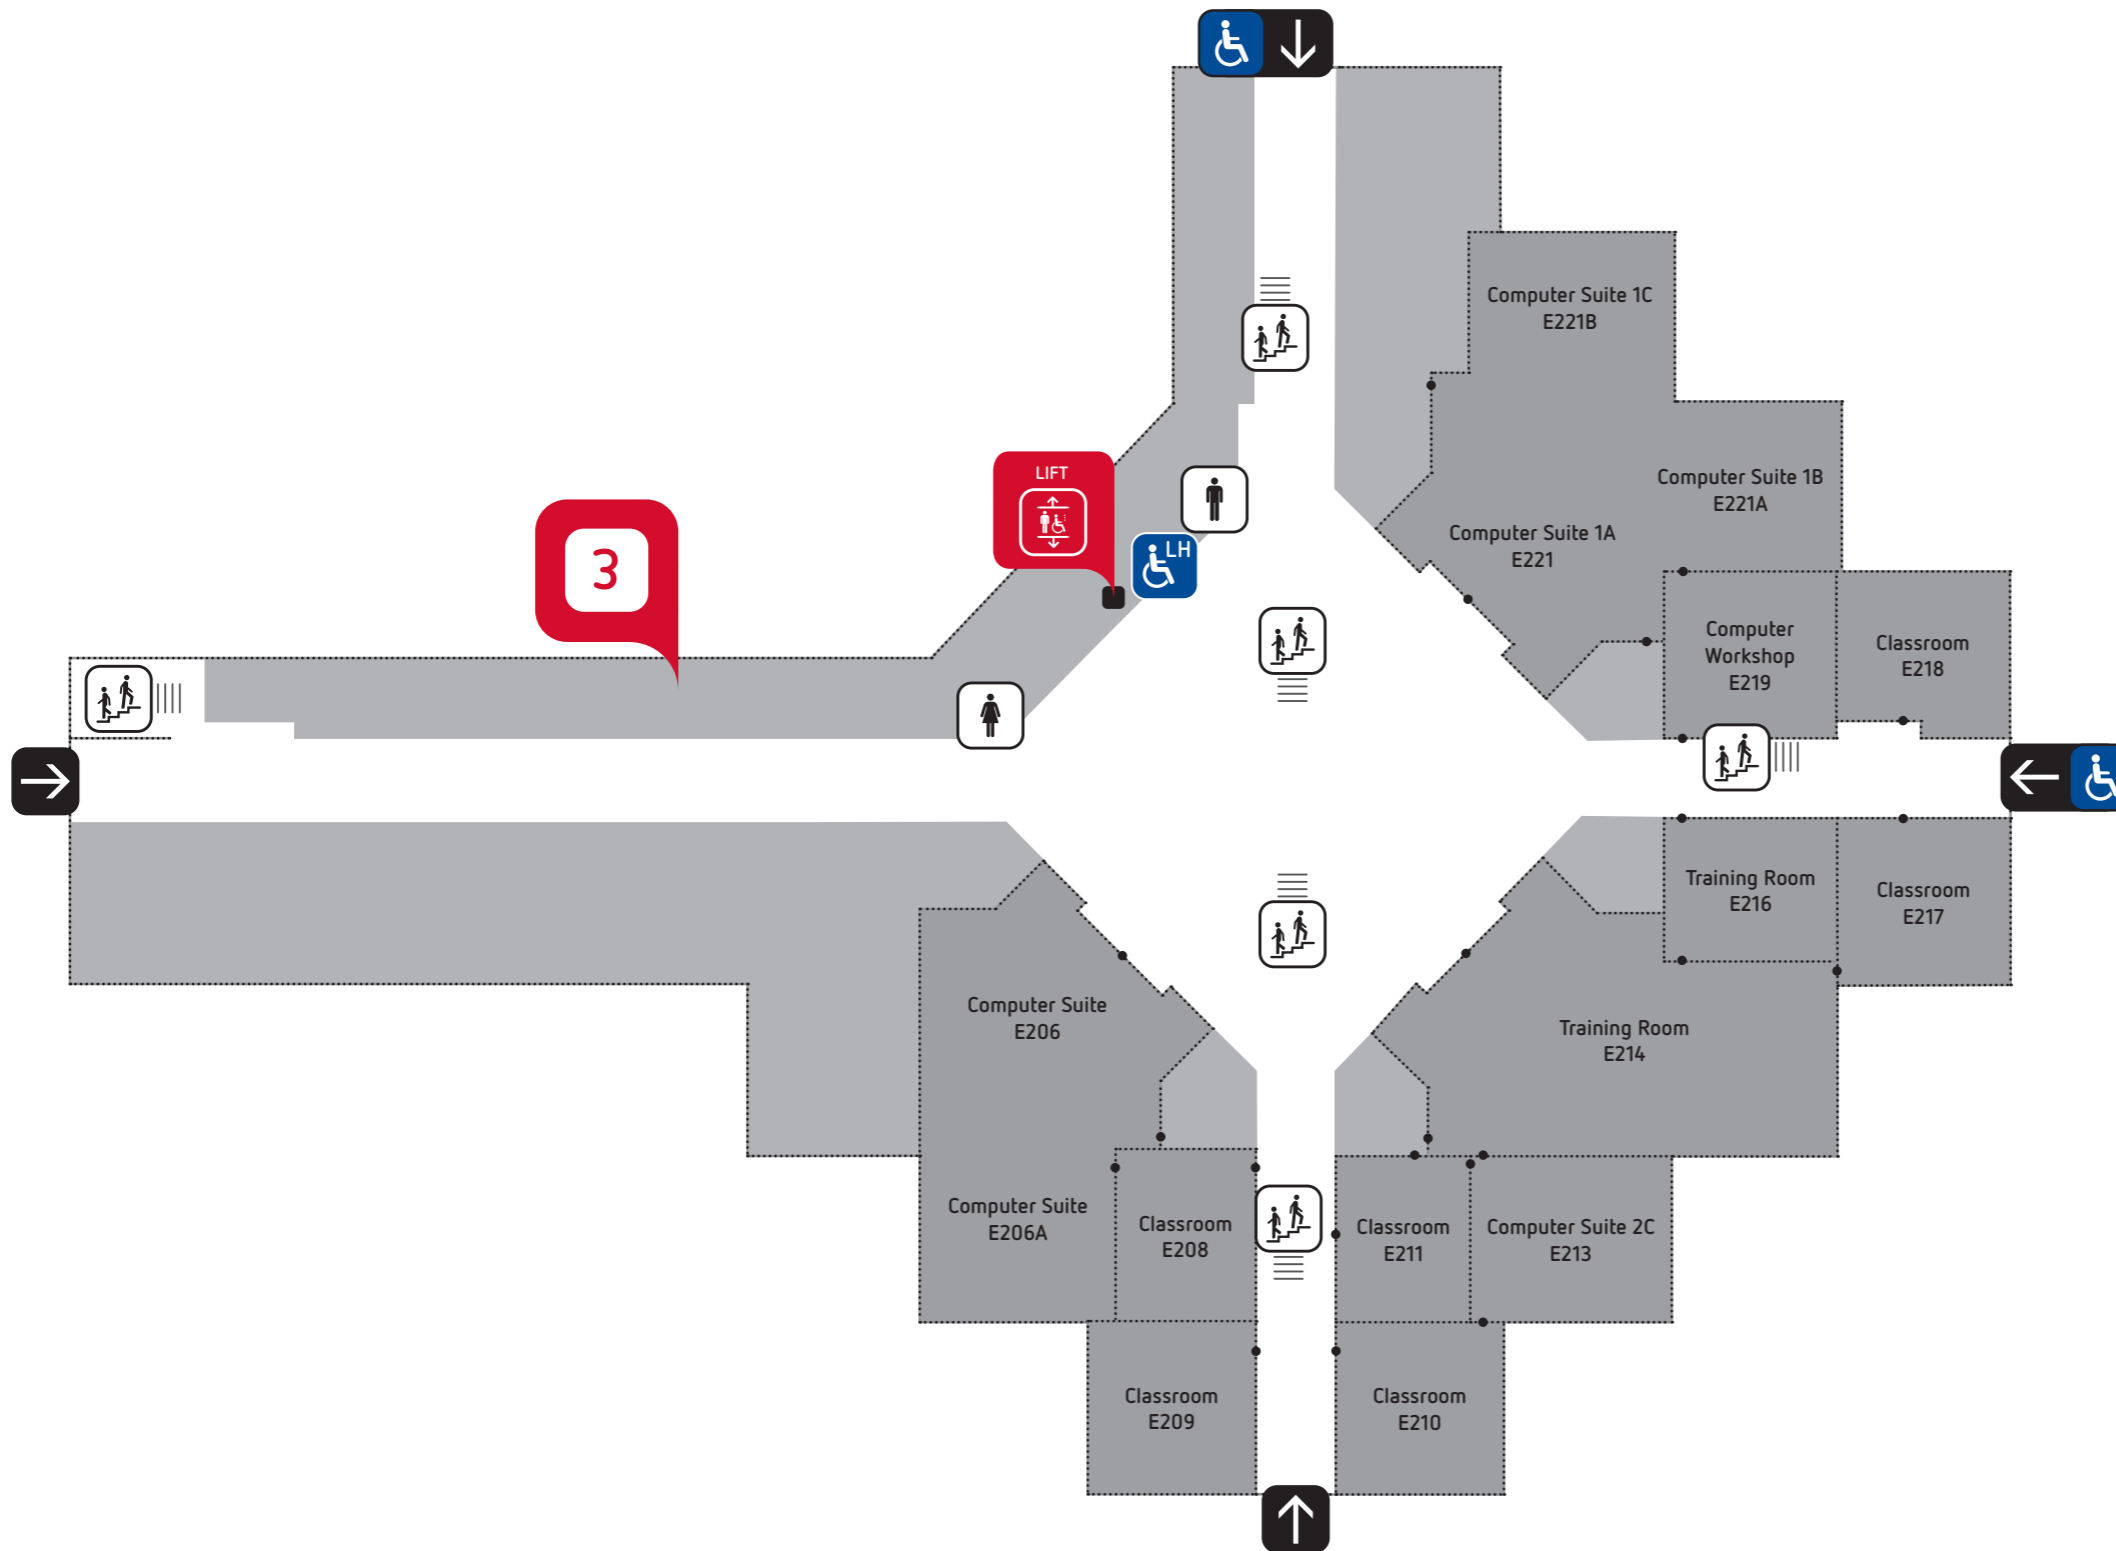 Computer Suite 1C
E221B
LIFT
Computer Suite 1B
E221A
Computer Suite 1A
E221
LH
3
Computer
Workshop
E219
Classroom
E218
Training Room
E216
Classroom
E217
Computer Suite
E206
Training Room
E214
Computer Suite
E206A
Classroom
E208
Classroom
E211
Computer Suite 2C
E213
Classroom
E209
Classroom
E210